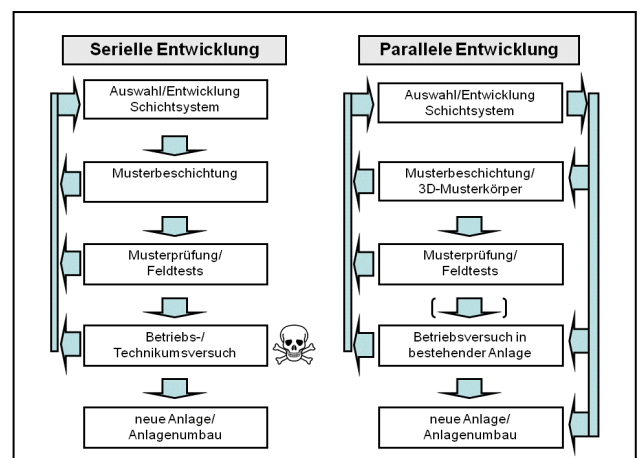 Serielle Entwicklung
Auswahl/Entwicklung
Schichtsystem
Musterbeschichtung
Musterprüfung/
Feldtests
Betriebs-/
Technikumsversuch
neue Anlage/
Anlagenumbau
Parallele Entwicklung
Auswahl/Entwicklung
Schichtsystem
Musterbeschichtung/
3D-Musterkörper
Musterprüfung/
Feldtests
Betriebsversuch in
bestehender Anlage
neue Anlage/
Anlagenumbau